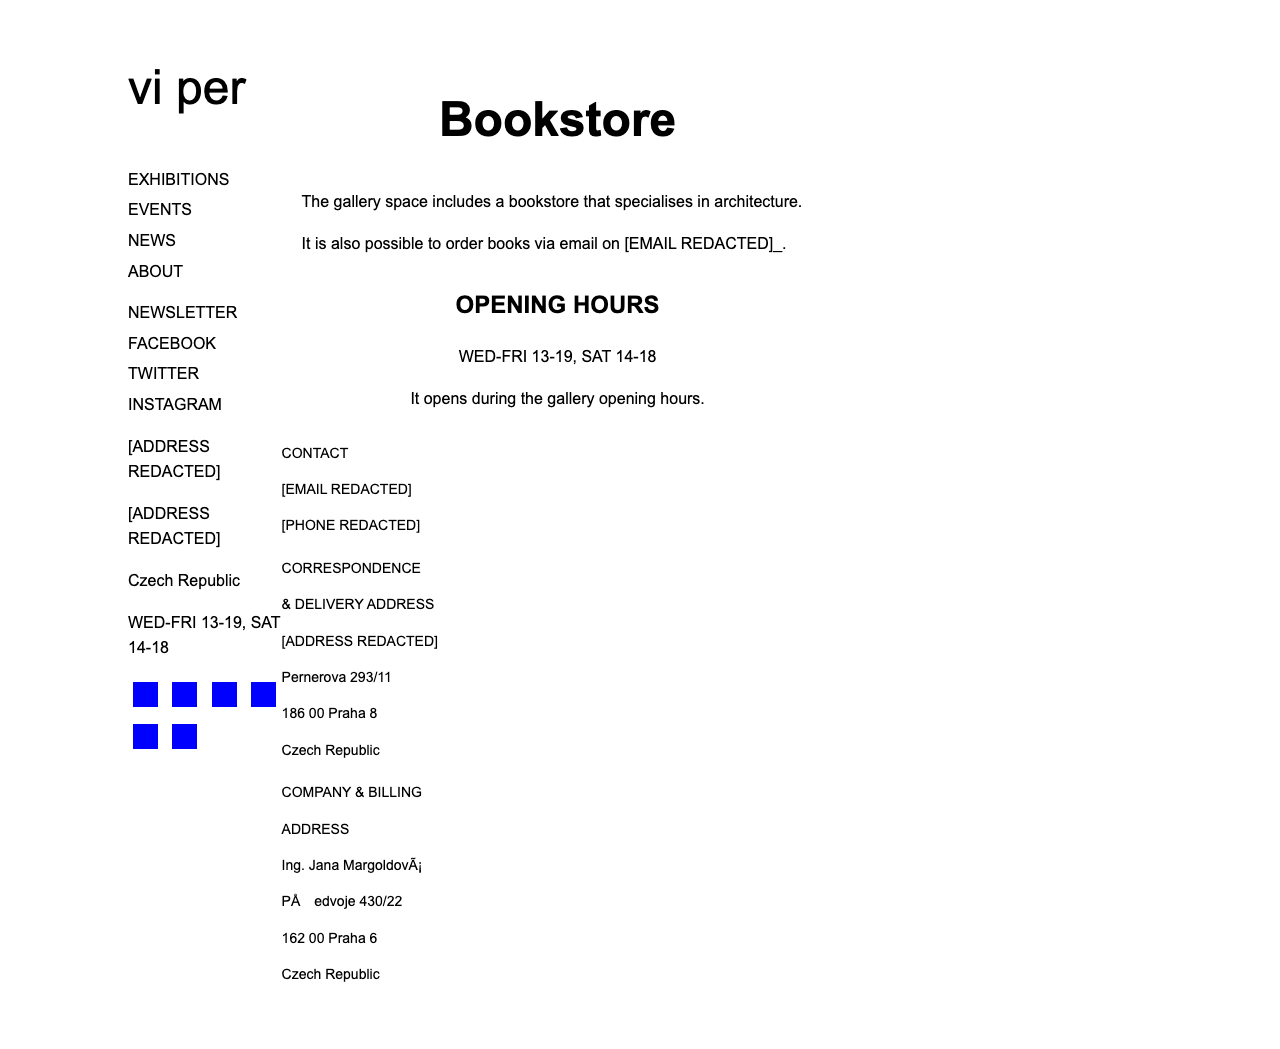 vi per
EXHIBITIONS
EVENTS
NEWS
ABOUT
NEWSLETTER
FACEBOOK
TWITTER
INSTAGRAM
[ADDRESS
REDACTED]
[ADDRESS
REDACTED]
Czech Republic
WED-FRI 13-19, SAT
14-18
Bookstore
The gallery space includes a bookstore that specialises in architecture.
It is also possible to order books via email on [EMAIL REDACTED]_.
OPENING HOURS
WED-FRI 13-19, SAT 14-18
It opens during the gallery opening hours.
CONTACT
[EMAIL REDACTED]
[PHONE REDACTED]
CORRESPONDENCE
& DELIVERY ADDRESS
[ADDRESS REDACTED]
Pernerova 293/11
186 00 Praha 8
Czech Republic
COMPANY & BILLING
ADDRESS
Ing. Jana MargoldovÃ¡
PÅ edvoje 430/22
162 00 Praha 6
Czech Republic